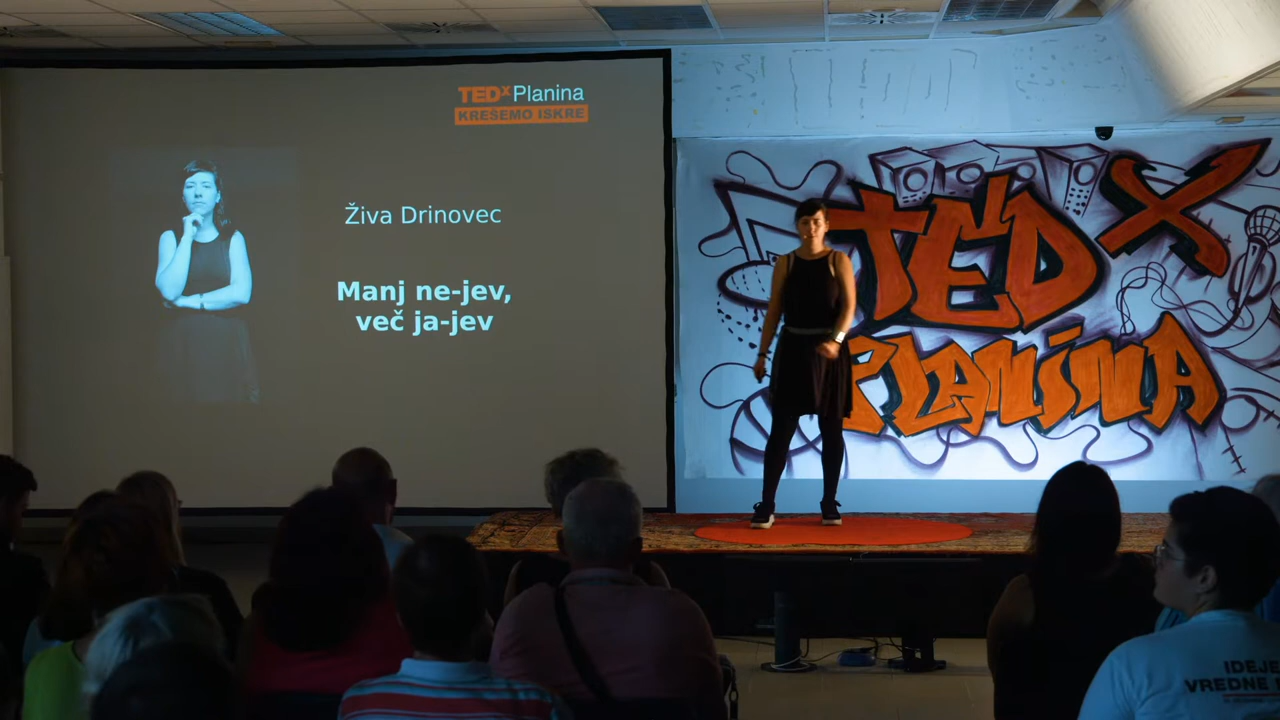 TEDxPlanina
KREŠEMO ISKRE
Živa Drinovec
Manj ne-jev,
več ja-jev
TEDX
PLANINA
IDEJE
VREDNE